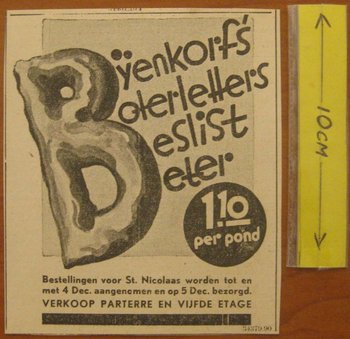 Bÿenkorf's
Boterletters
Beslist
Beter
1.10
per pond
Bestellingen voor St. Nicolaas worden tot en
met 4 Dec. aangenomen en op 5 Dec. bezorgd.
VERKOOP PARTERRE EN VIJFDE ETAGE
10CM